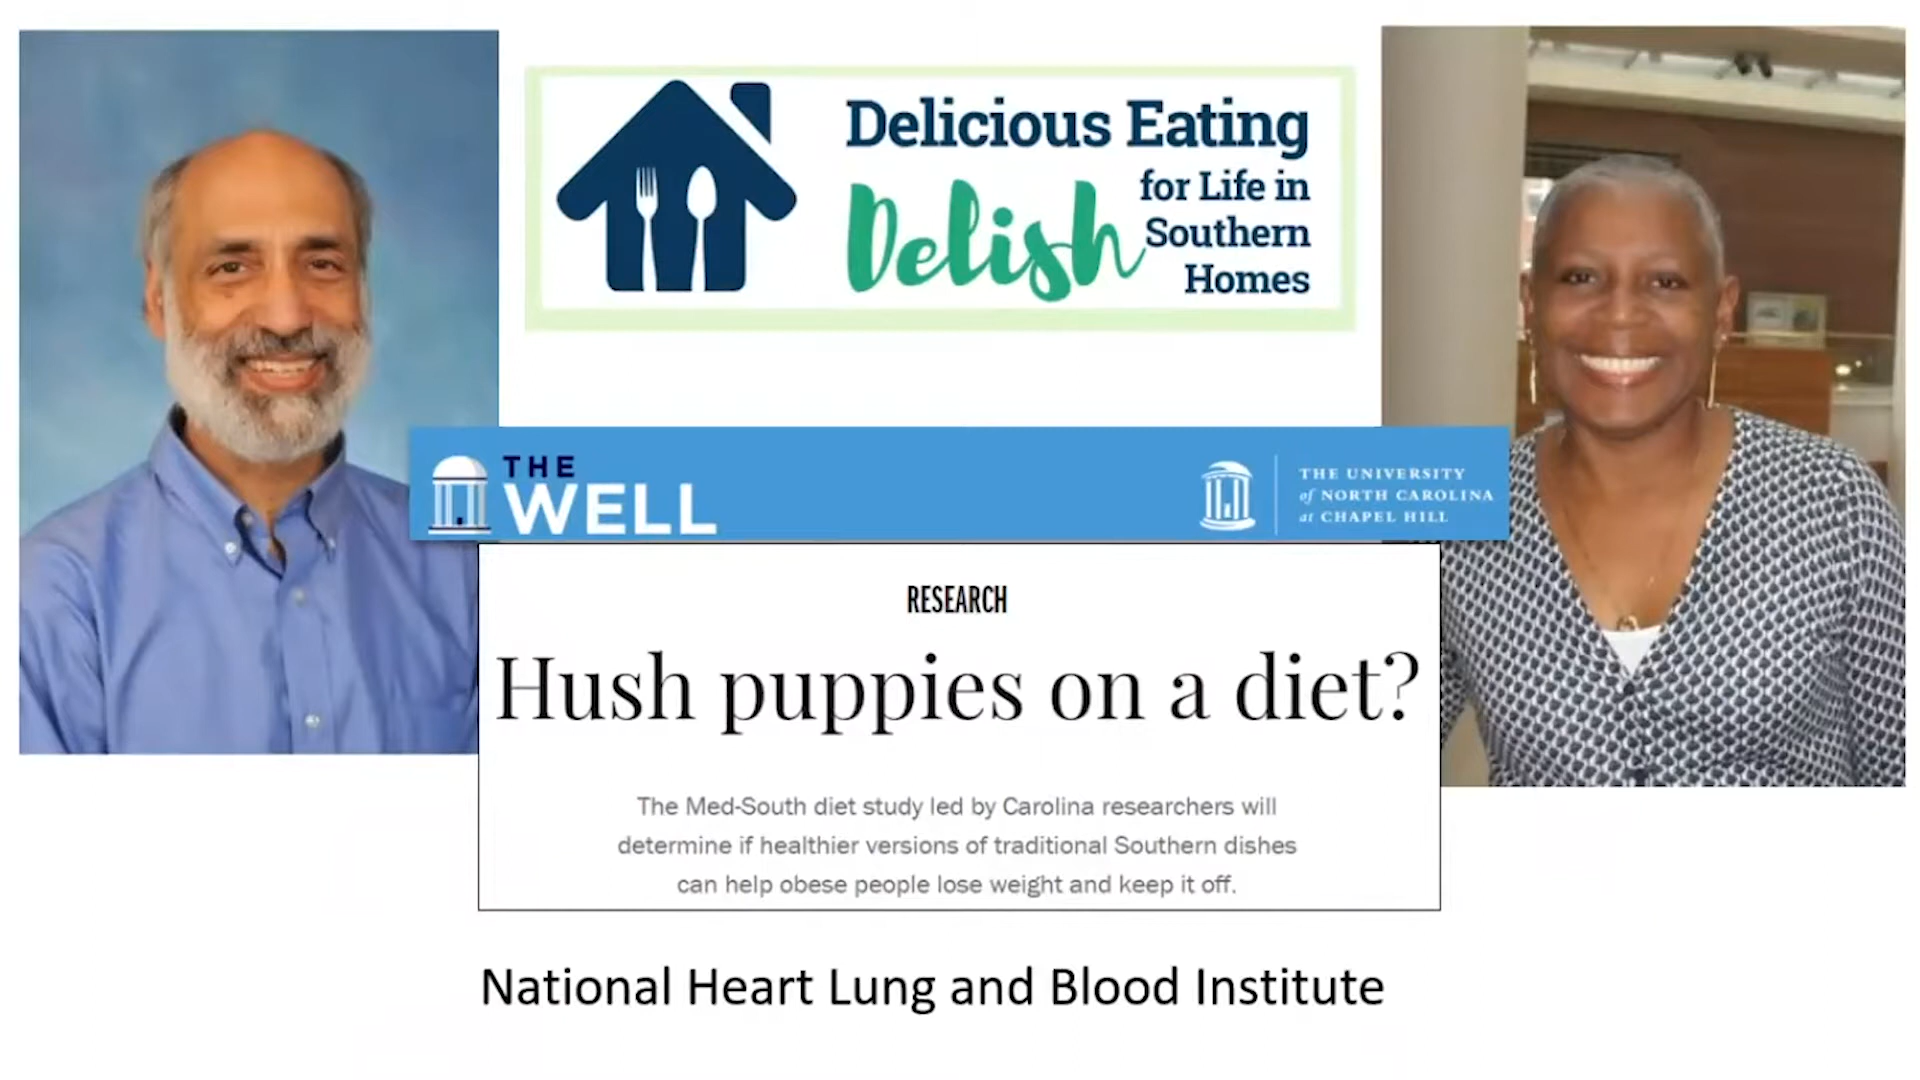 Delicious Eating
for Life in
Delish
Southern
Homes
THE
WELL
THE UNIVERSITY
of NORTH CAROLINA
at CHAPEL HILL
RESEARCH
Hush puppies on a diet?
The Med-South diet study led by Carolina researchers will
determine if healthier versions of traditional Southern dishes
can help obese people lose weight and keep it off.
National Heart Lung and Blood Institute